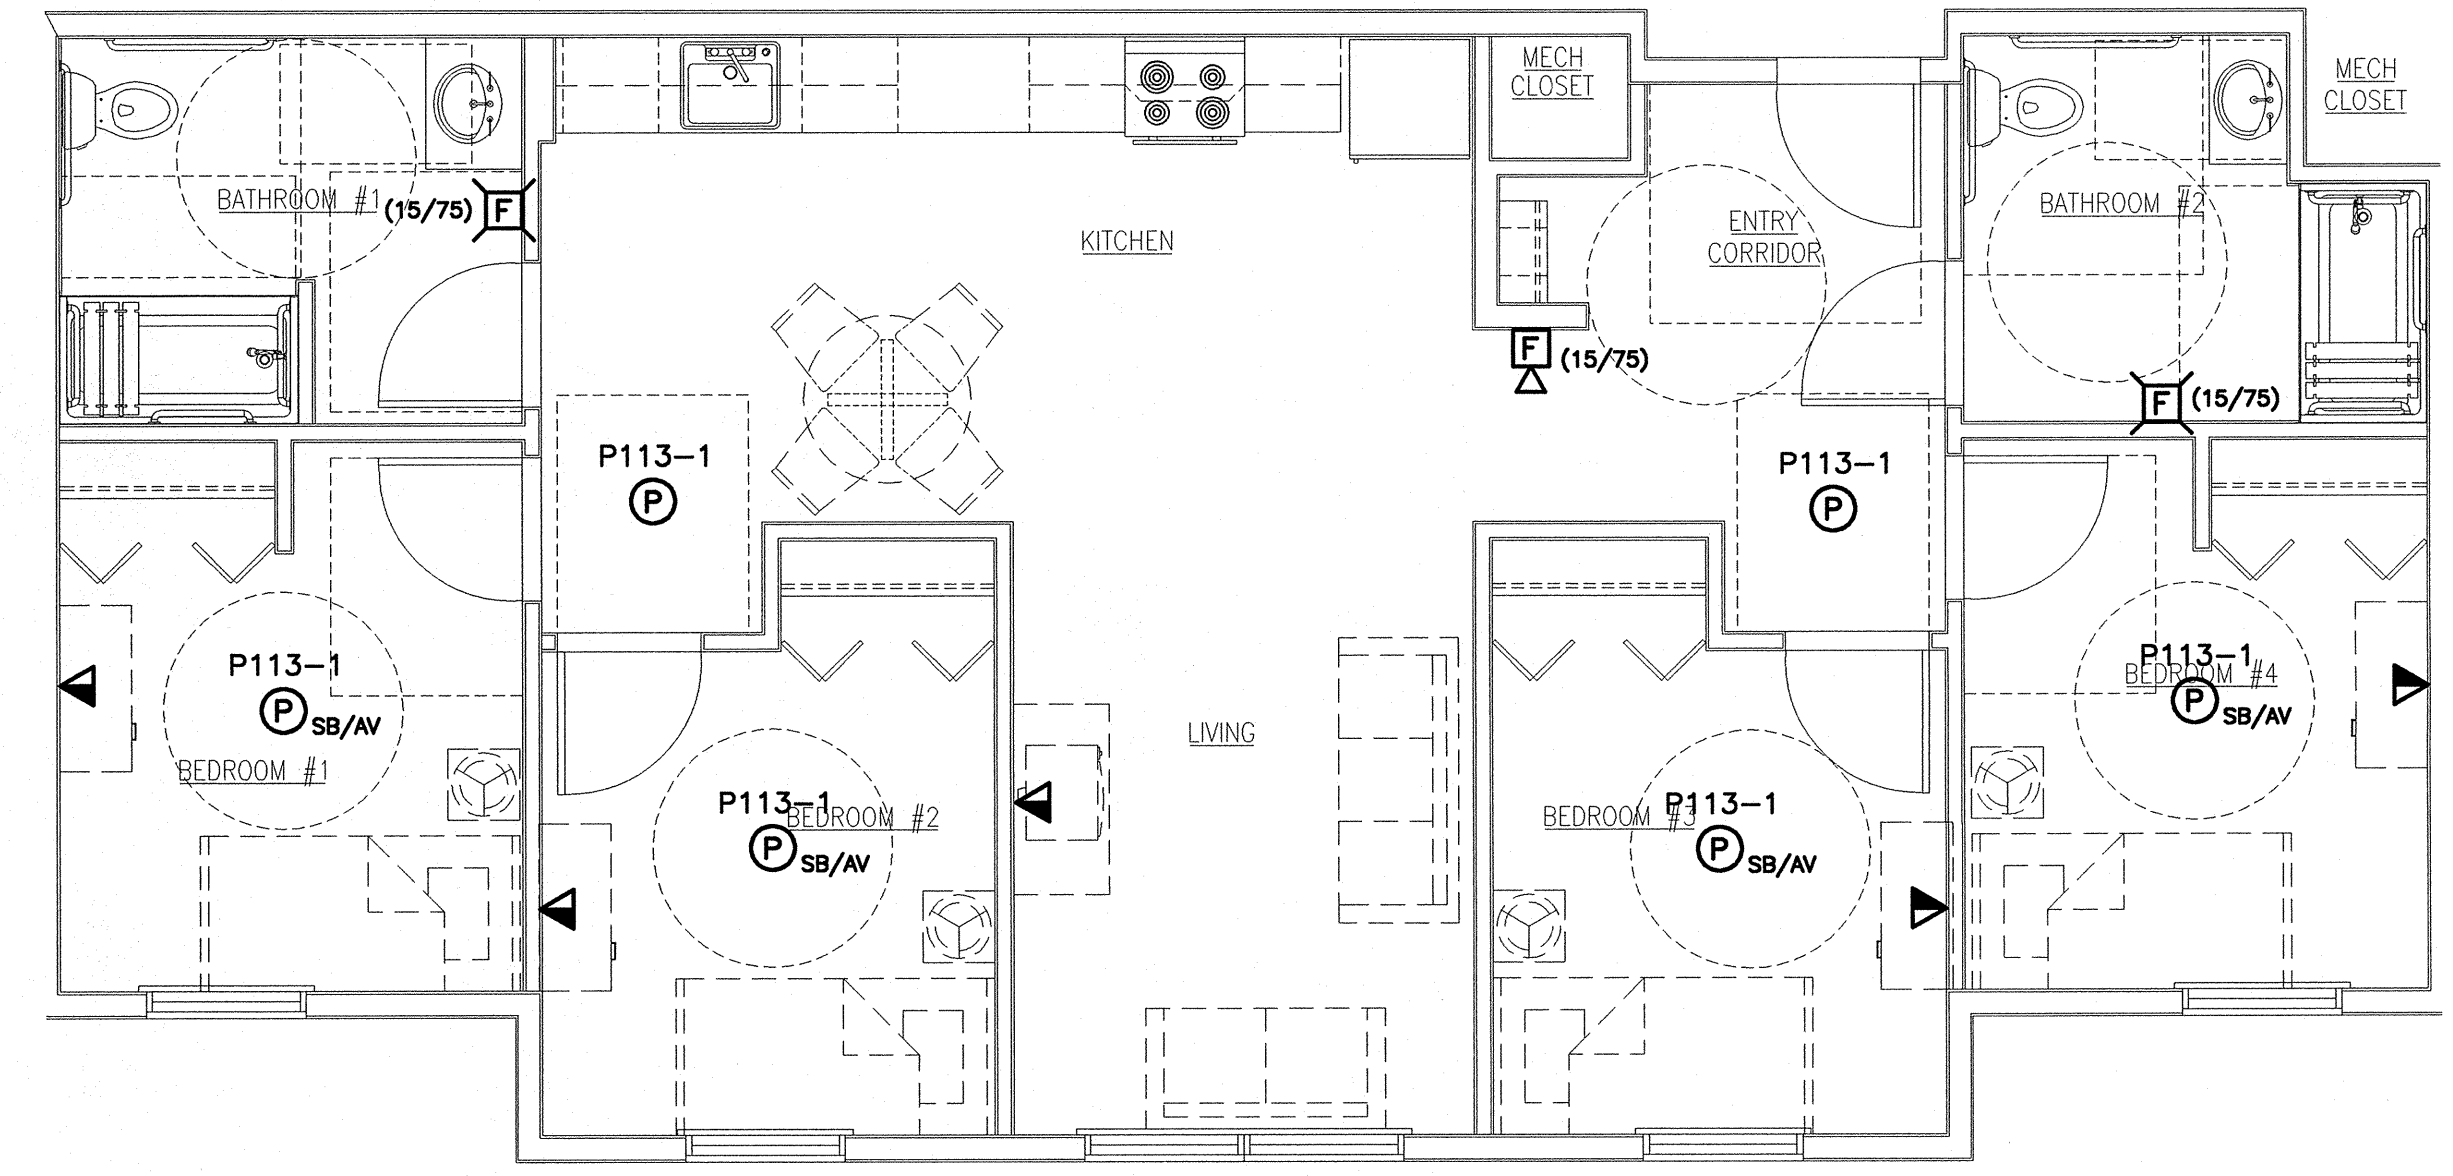 MECH
CLOSET
MECH
CLOSET
BATHROOM #1
(15/75)
F
KITCHEN
ENTRY
CORRIDOR
BATHROOM #2
F
(15/75)
F
(15/75)
P113-1
P
P113-1
P
P113-1
P
SB/AV
BEDROOM #1
P113-1
BEDROOM #2
P
SB/AV
LIVING
P113-1
BEDROOM #3
P
SB/AV
P113-1
BEDROOM #4
P
SB/AV